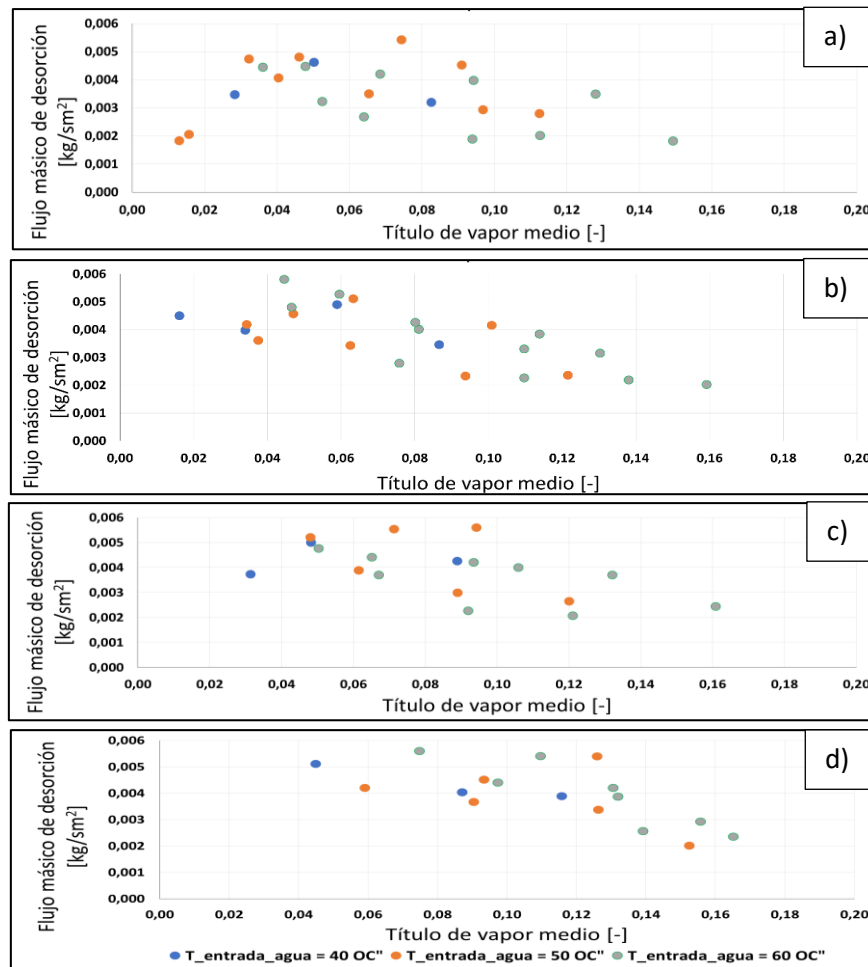 a)
Flujo másico de desorción
[kg/sm²]
0,006
0,005
0,004
0,003
0,002
0,001
0,000
0,00 0,02 0,04 0,06 0,08 0,10 0,12 0,14 0,16 0,18 0,20
Título de vapor medio [-]
b)
Flujo másico de desorción
[kg/sm²]
0,006
0,005
0,004
0,003
0,002
0,001
0,000
0,00 0,02 0,04 0,06 0,08 0,10 0,12 0,14 0,16 0,18 0,20
Título de vapor medio [-]
c)
Flujo másico de desorción
[kg/sm²]
0,006
0,005
0,004
0,003
0,002
0,001
0,000
0,00 0,02 0,04 0,06 0,08 0,10 0,12 0,14 0,16 0,18 0,20
Título de vapor medio [-]
d)
Flujo másico de desorción
[kg/sm²]
0,006
0,005
0,004
0,003
0,002
0,001
0,000
0,00 0,02 0,04 0,06 0,08 0,10 0,12 0,14 0,16 0,18 0,20
Título de vapor medio [-]
T_entrada_agua = 40 OC" T_entrada_agua = 50 OC" T_entrada_agua = 60 OC"